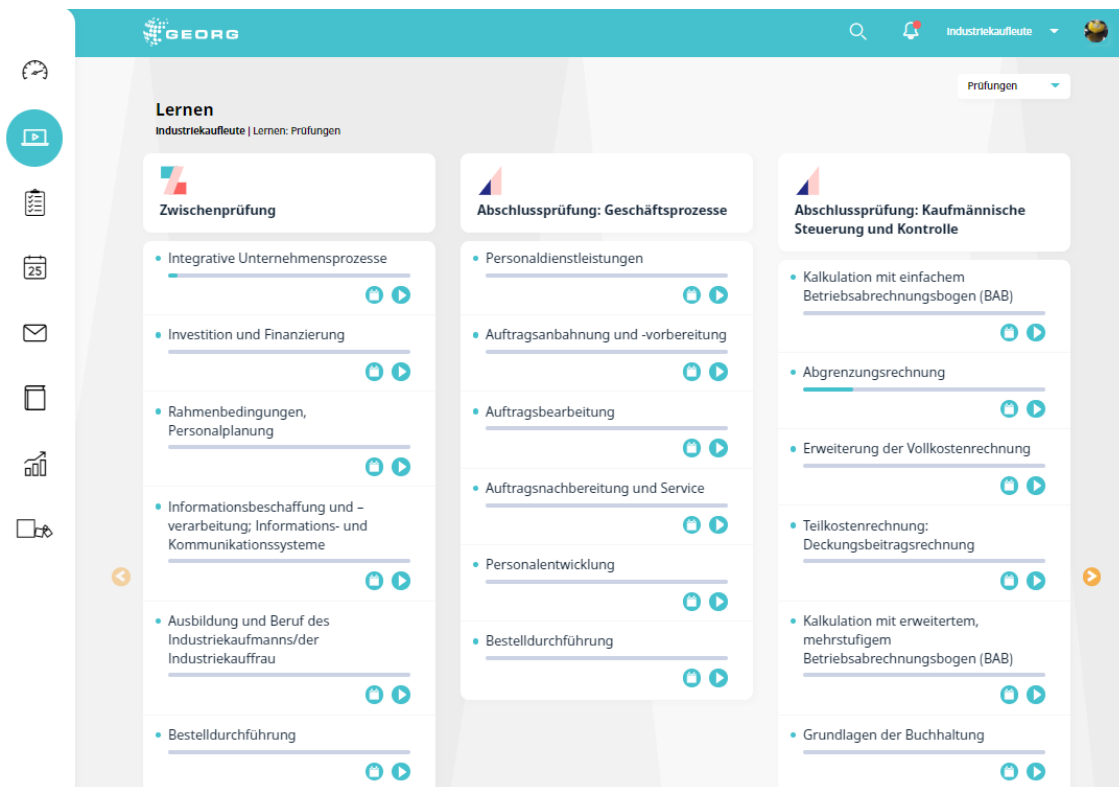 GEORG
Industriekaufleute
Prüfungen
Lernen
Industriekaufleute | Lernen: Prüfungen
25
Zwischenprüfung
Integrative Unternehmensprozesse
Investition und Finanzierung
Rahmenbedingungen,
Personalplanung
Informationsbeschaffung und –
verarbeitung; Informations- und
Kommunikationssysteme
Ausbildung und Beruf des
Industriekaufmanns/der
Industriekauffrau
Bestelldurchführung
Abschlussprüfung: Geschäftsprozesse
Personaldienstleistungen
Auftragsanbahnung und -vorbereitung
Auftragsbearbeitung
Auftragsnachbereitung und Service
Personalentwicklung
Bestelldurchführung
Abschlussprüfung: Kaufmännische
Steuerung und Kontrolle
Kalkulation mit einfachem
Betriebsabrechnungsbogen (BAB)
Abgrenzungsrechnung
Erweiterung der Vollkostenrechnung
Teilkostenrechnung:
Deckungsbeitragsrechnung
Kalkulation mit erweitertem,
mehrstufigem
Betriebsabrechnungsbogen (BAB)
Grundlagen der Buchhaltung